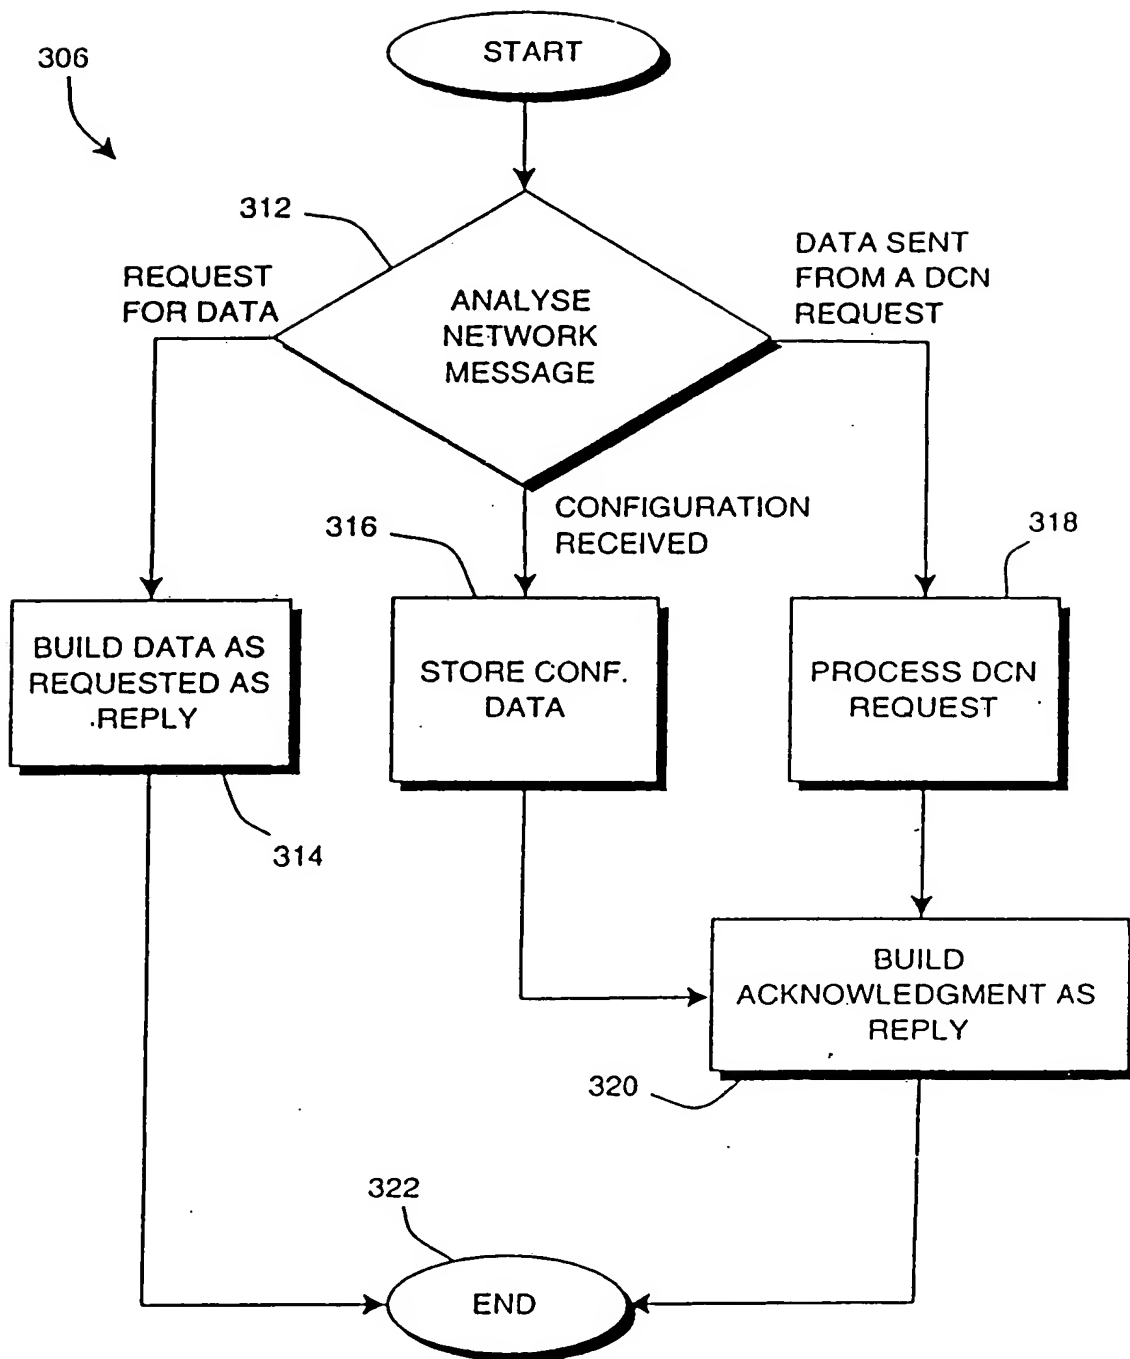 START
306
312
REQUEST
FOR DATA
ANALYSE
NETWORK
MESSAGE
DATA SENT
FROM A DCN
REQUEST
316
CONFIGURATION
RECEIVED
318
BUILD DATA AS
REQUESTED AS
REPLY
STORE CONF.
DATA
PROCESS DCN
REQUEST
314
BUILD
ACKNOWLEDGMENT AS
REPLY
320
322
END